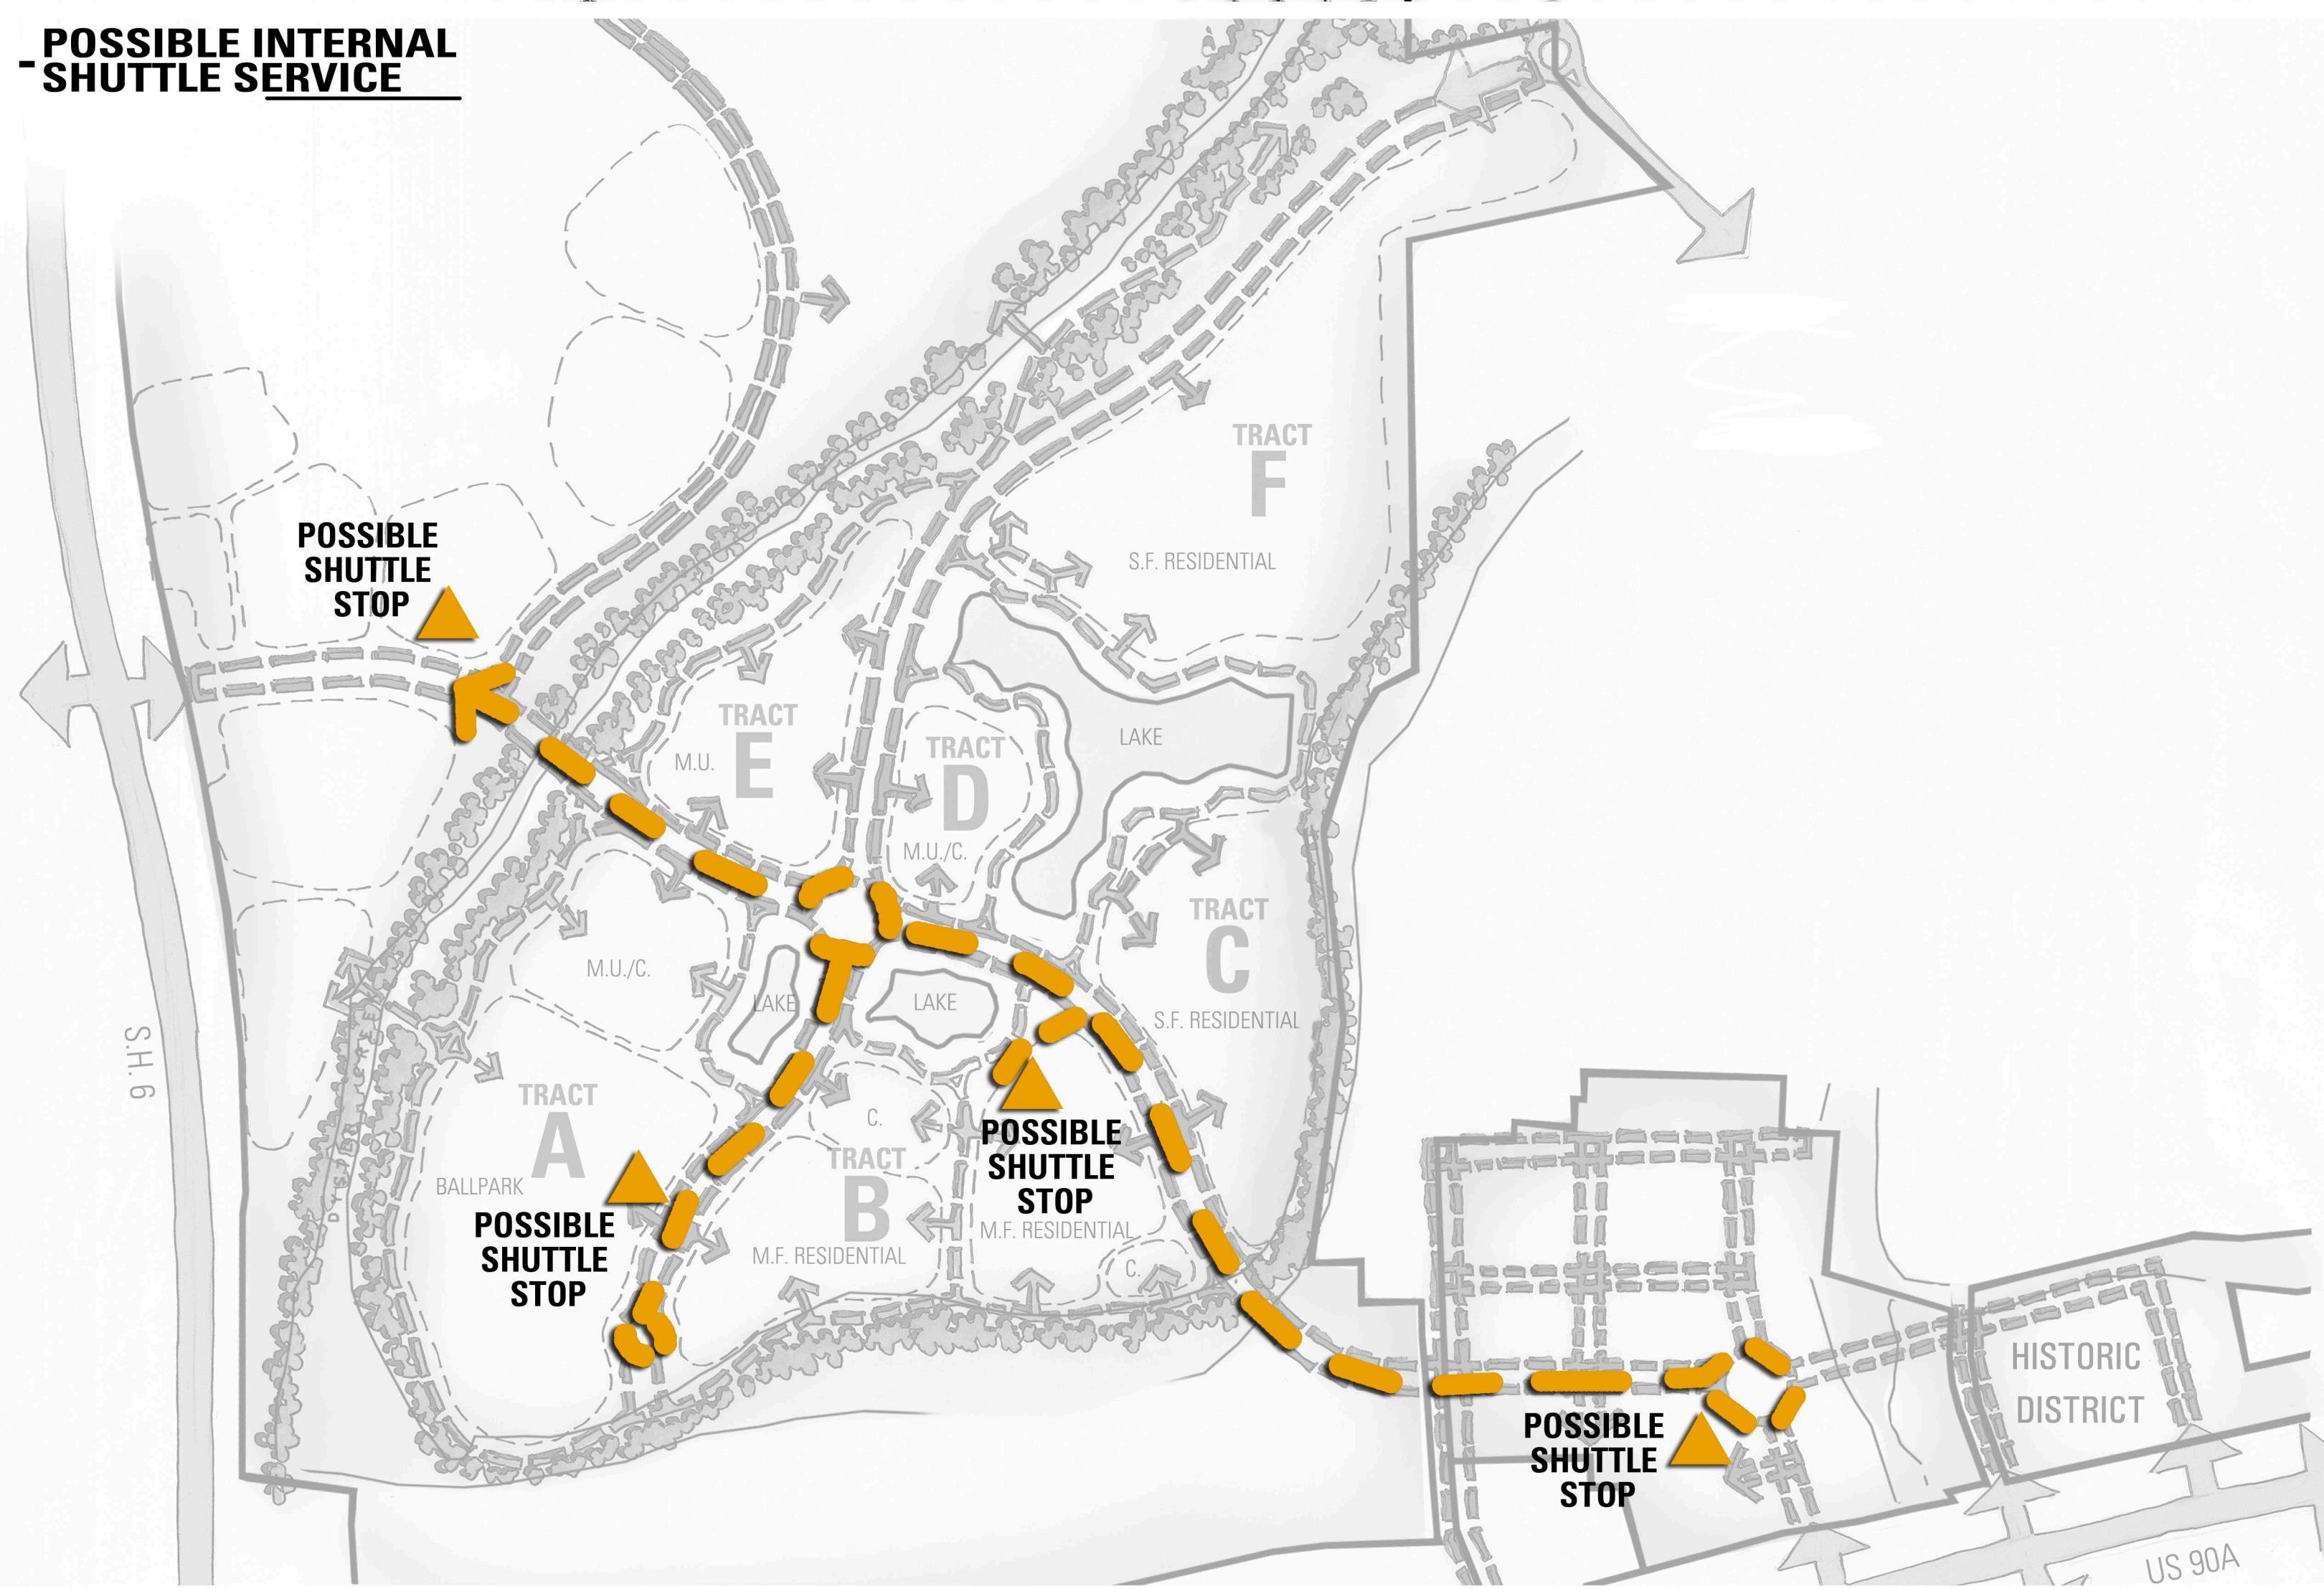 POSSIBLE INTERNAL
SHUTTLE SERVICE
TRACT
F
S.F. RESIDENTIAL
POSSIBLE
SHUTTLE
STOP
TRACT
E
M.U.
TRACT
D
M.U./C.
LAKE
TRACT
C
S.F. RESIDENTIAL
M.U./C.
LAKE
LAKE
S.H. 6
TRACT
A
BALLPARK
C.
TRACT
B
M.F. RESIDENTIAL
POSSIBLE
SHUTTLE
STOP
M.F. RESIDENTIAL
C.
POSSIBLE
SHUTTLE
STOP
HISTORIC
DISTRICT
POSSIBLE
SHUTTLE
STOP
US 90A